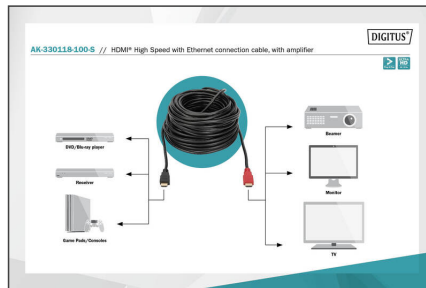 DIGITUS®
AK-330118-100-S // HDMI® High Speed with Ethernet connection cable, with amplifier
DVD/Blu-ray player
Receiver
Game Pads/Consoles
Beamer
Monitor
TV